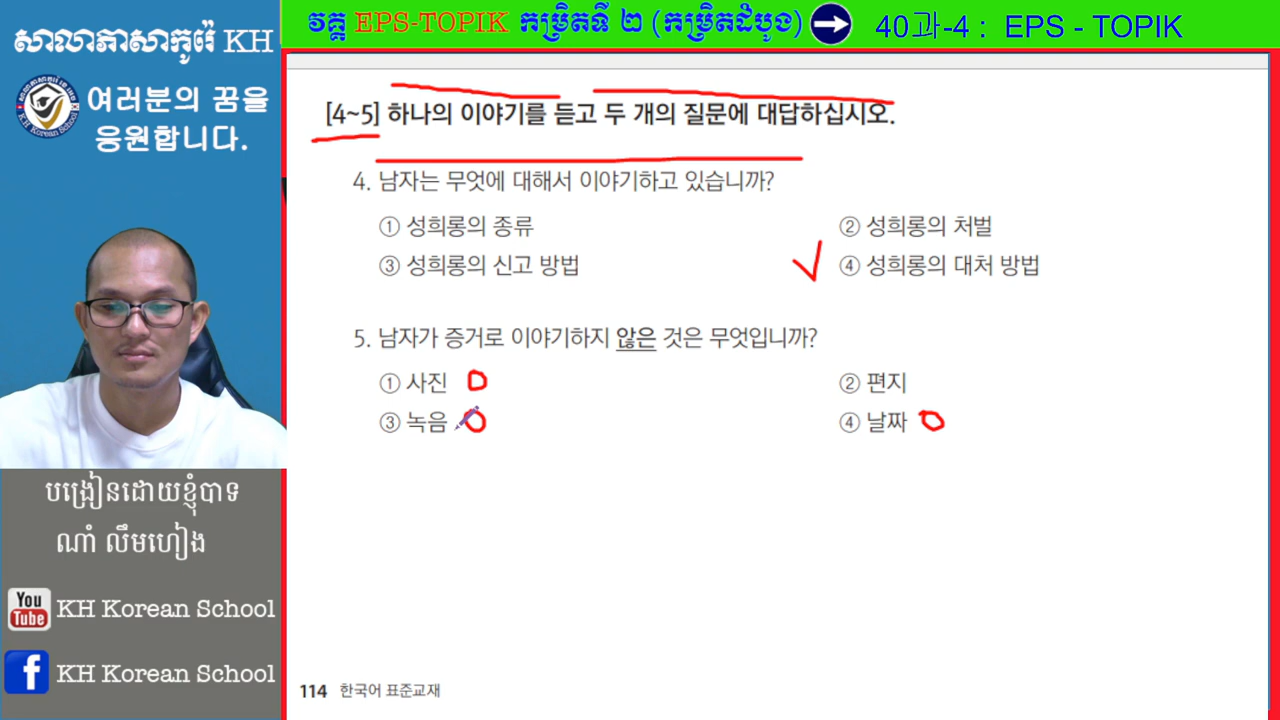 សាលាភាសាកូរ៉េ KH
여러분의 꿈을
응원합니다.
KH Korean School
បង្រៀនដោយខ្ញុំបាទ
ណាំ លឹមហៀង
You Tube KH Korean School
f KH Korean School
វគ្គ EPS-TOPIK កម្រិតទី ២ (កម្រិតដំបូង) 40과-4 : EPS - TOPIK
[4~5] 하나의 이야기를 듣고 두 개의 질문에 대답하십시오.
4. 남자는 무엇에 대해서 이야기하고 있습니까?
① 성희롱의 종류 ② 성희롱의 처벌
③ 성희롱의 신고 방법 ④ 성희롱의 대처 방법
5. 남자가 증거로 이야기하지 않은 것은 무엇입니까?
① 사진 ② 편지
③ 녹음 ④ 날짜
114 한국어 표준교재